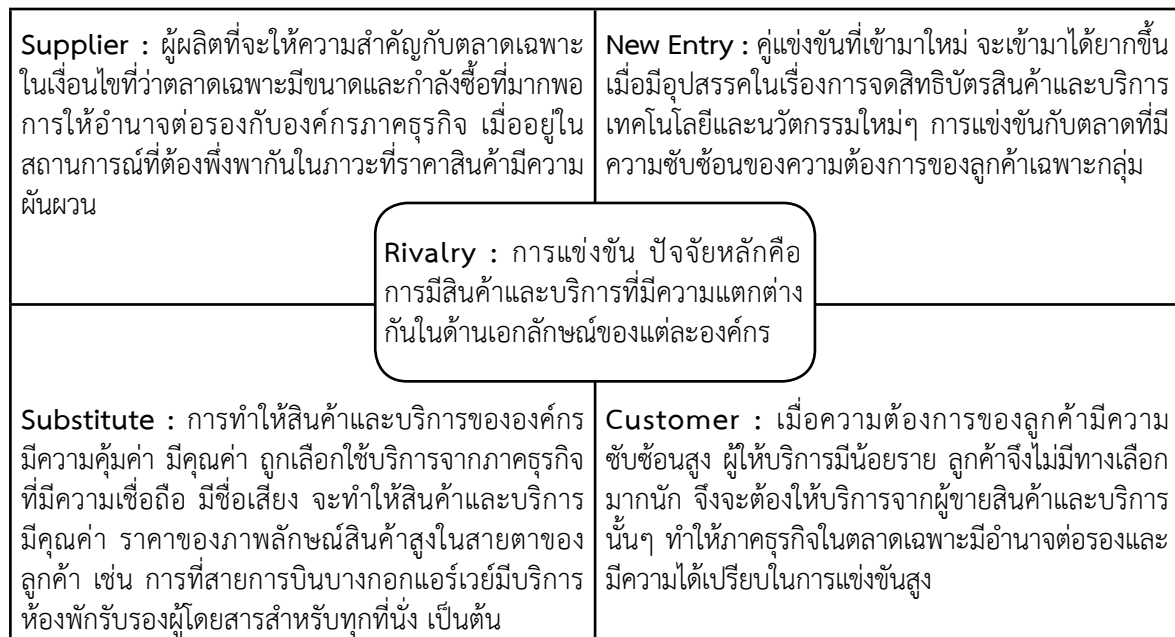 Supplier : ผู้ผลิตที่จะให้ความสำคัญกับตลาดเฉพาะ
ในเงื่อนไขที่ว่าตลาดเฉพาะมีขนาดและกำลังซื้อที่มากพอ
การให้อำนาจต่อรองกับองค์กรภาคธุรกิจ เมื่ออยู่ใน
สถานการณ์ที่ต้องพึ่งพากันในภาวะที่ราคาสินค้ามีความ
ผันผวน
New Entry : คู่แข่งขันที่เข้ามาใหม่ จะเข้ามาได้ยากขึ้น
เมื่อมีอุปสรรคในเรื่องการจดสิทธิบัตรสินค้าและบริการ
เทคโนโลยีและนวัตกรรมใหม่ๆ การแข่งขันกับตลาดที่มี
ความซับซ้อนของความต้องการของลูกค้าเฉพาะกลุ่ม
Rivalry : การแข่งขัน ปัจจัยหลักคือ
การมีสินค้าและบริการที่มีความแตกต่าง
กันในด้านเอกลักษณ์ของแต่ละองค์กร
Substitute : การทำให้สินค้าและบริการขององค์กร
มีความคุ้มค่า มีคุณค่า ถูกเลือกใช้บริการจากภาคธุรกิจ
ที่มีความเชื่อถือ มีชื่อเสียง จะทำให้สินค้าและบริการ
มีคุณค่า ราคาของภาพลักษณ์สินค้าสูงในสายตาของ
ลูกค้า เช่น การที่สายการบินบางกอกแอร์เวย์มีบริการ
ห้องพักรับรองผู้โดยสารสำหรับทุกที่นั่ง เป็นต้น
Customer : เมื่อความต้องการของลูกค้ามีความ
ซับซ้อนสูง ผู้ให้บริการมีน้อยราย ลูกค้าจึงไม่มีทางเลือก
มากนัก จึงจะต้องให้บริการจากผู้ขายสินค้าและบริการ
นั้นๆ ทำให้ภาคธุรกิจในตลาดเฉพาะมีอำนาจต่อรองและ
มีความได้เปรียบในการแข่งขันสูง